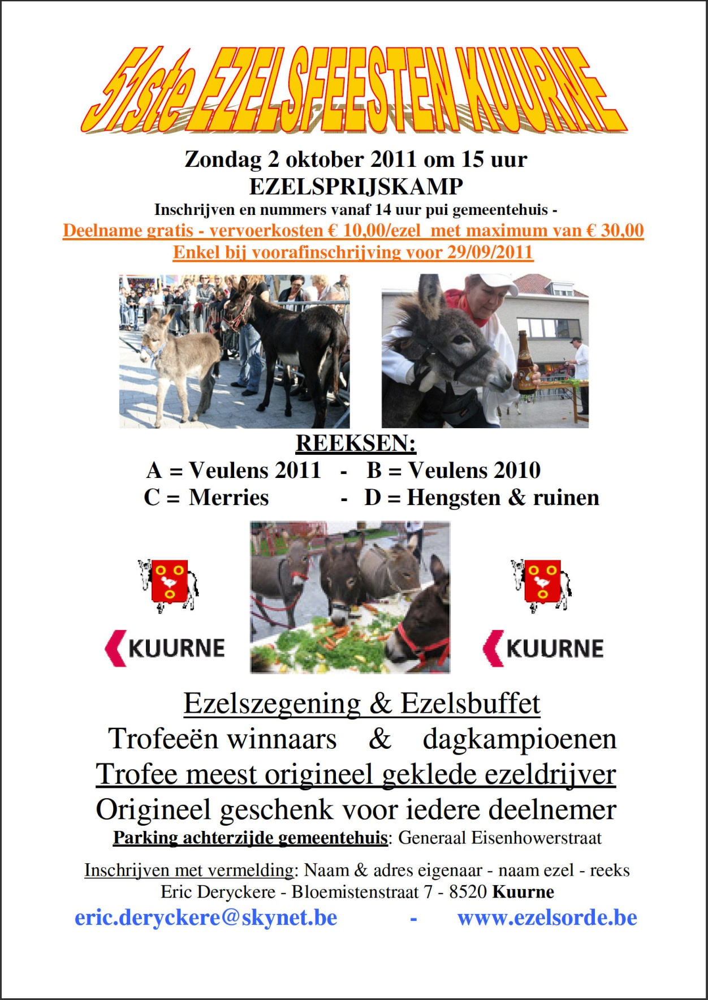 51ste EZELSFEESTEN KUURNE
Zondag 2 oktober 2011 om 15 uur
EZELSPRIJSKAMP
Inschrijven en nummers vanaf 14 uur pui gemeentehuis -
Deelname gratis - vervoerkosten € 10,00/ezel  met maximum van € 30,00
Enkel bij voorafinschrijving voor 29/09/2011
REEKSEN:
A = Veulens 2011 - B = Veulens 2010
C = Merries - D = Hengsten & ruinen
KUURNE
KUURNE
Ezelszegening & Ezelsbuffet
Trofeeën winnaars & dagkampioenen
Trofee meest origineel geklede ezeldrijver
Origineel geschenk voor iedere deelnemer
Parking achterzijde gemeentehuis: Generaal Eisenhowerstraat
Inschrijven met vermelding: Naam & adres eigenaar - naam ezel - reeks
Eric Deryckere - Bloemistenstraat 7 - 8520 Kuurne
eric.deryckere@skynet.be - www.ezelsorde.be